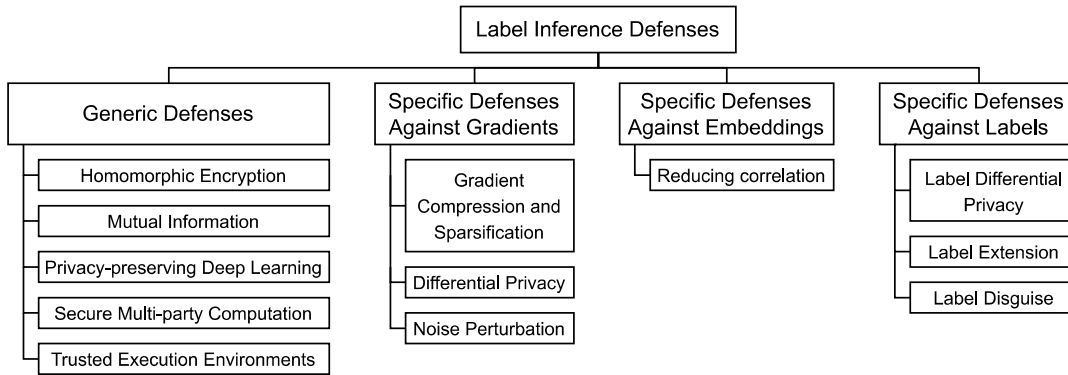 Label Inference Defenses
Generic Defenses
Homomorphic Encryption
Mutual Information
Privacy-preserving Deep Learning
Secure Multi-party Computation
Trusted Execution Environments
Specific Defenses
Against Gradients
Gradient
Compression and
Sparsification
Differential Privacy
Noise Perturbation
Specific Defenses
Against Embeddings
Reducing correlation
Specific Defenses
Against Labels
Label Differential
Privacy
Label Extension
Label Disguise